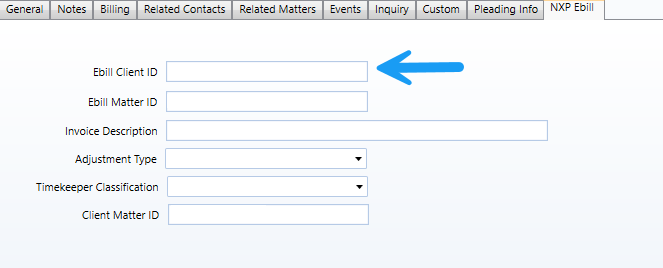 General Notes Billing Related Contacts Related Matters Events Inquiry Custom Pleading Info NXP Ebill
Ebill Client ID
Ebill Matter ID
Invoice Description
Adjustment Type
Timekeeper Classification
Client Matter ID